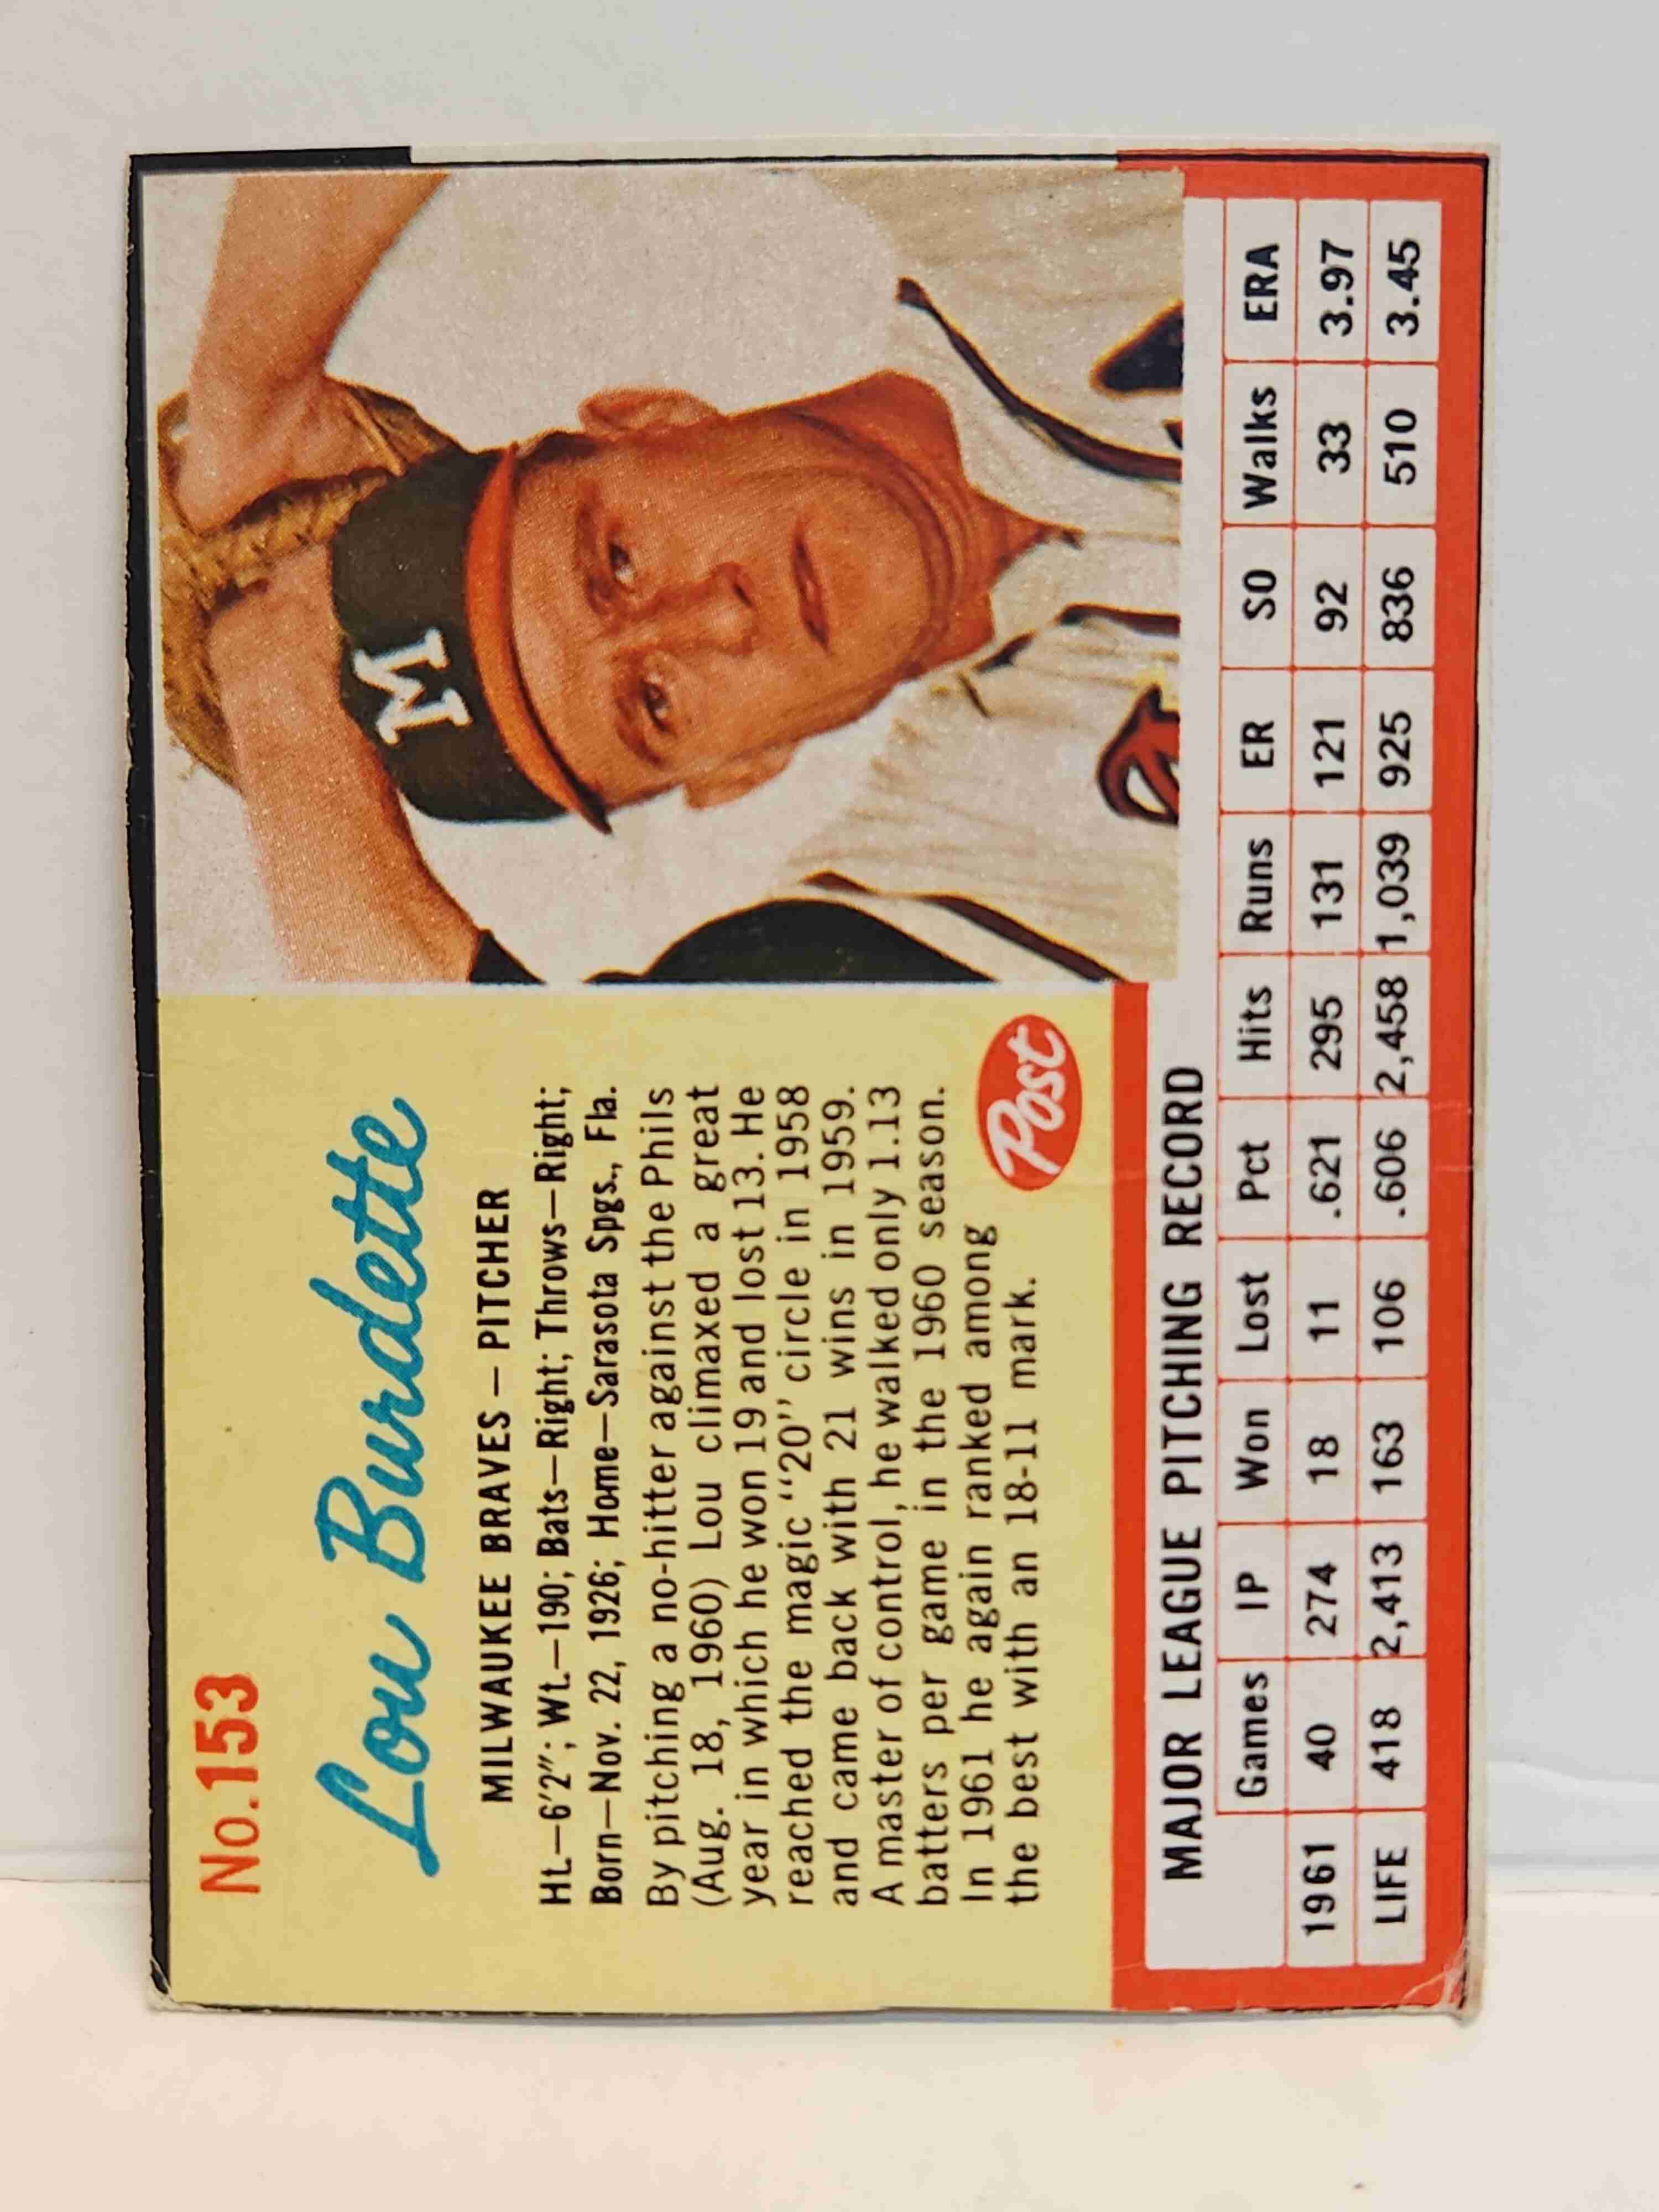 No.153
Lou Burdette
MILWAUKEE BRAVES — PITCHER
Ht.—6'2"; Wt.—190; Bats—Right; Throws—Right;
Born—Nov. 22, 1926; Home—Sarasota Spgs., Fla.
By pitching a no-hitter against the Phils
(Aug. 18, 1960) Lou climaxed a great
year in which he won 19 and lost 13. He
reached the magic "20" circle in 1958
and came back with 21 wins in 1959.
A master of control, he walked only 1.13
batters per game in the 1960 season.
In 1961 he again ranked among
the best with an 18-11 mark.
Post
M
MAJOR LEAGUE PITCHING RECORD
Games IP Won Lost Pct Hits Runs ER SO Walks ERA
1961 40 274 18 11 .621 295 131 121 92 33 3.97
LIFE 418 2,413 163 106 .606 2,458 1,039 925 836 510 3.45